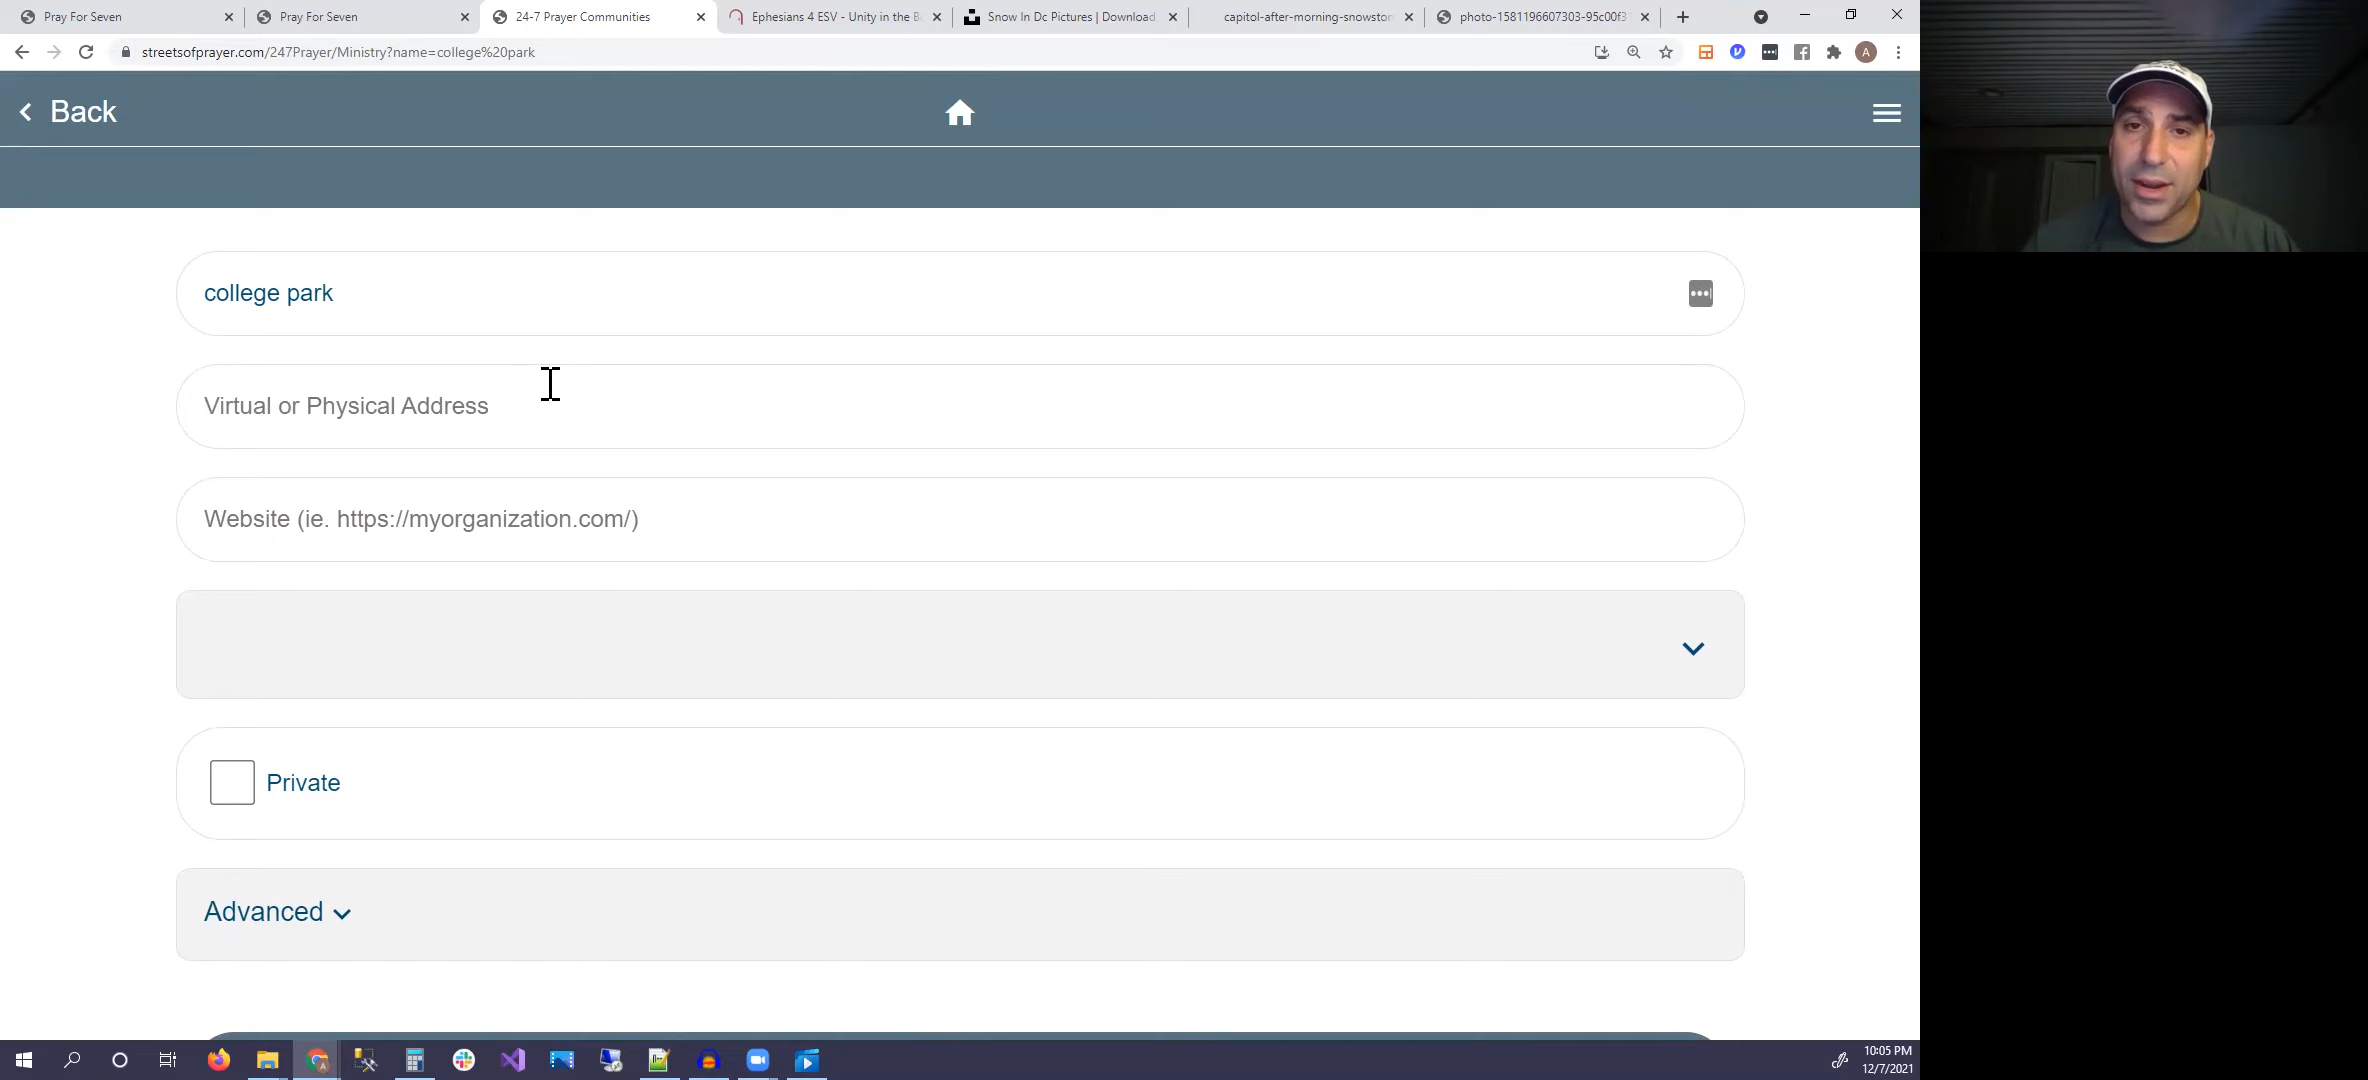 Pray For Seven
Pray For Seven
24-7 Prayer Communities
Ephesians 4 ESV - Unity in the B
Snow In Dc Pictures | Download
capitol-after-morning-snowston
photo-1581196607303-95c00f3
streetsofprayer.com/247Prayer/Ministry?name=college%20park
A
Back
college park
Virtual or Physical Address
Website (ie. https://myorganization.com/)
Private
Advanced
10:05 PM
12/7/2021